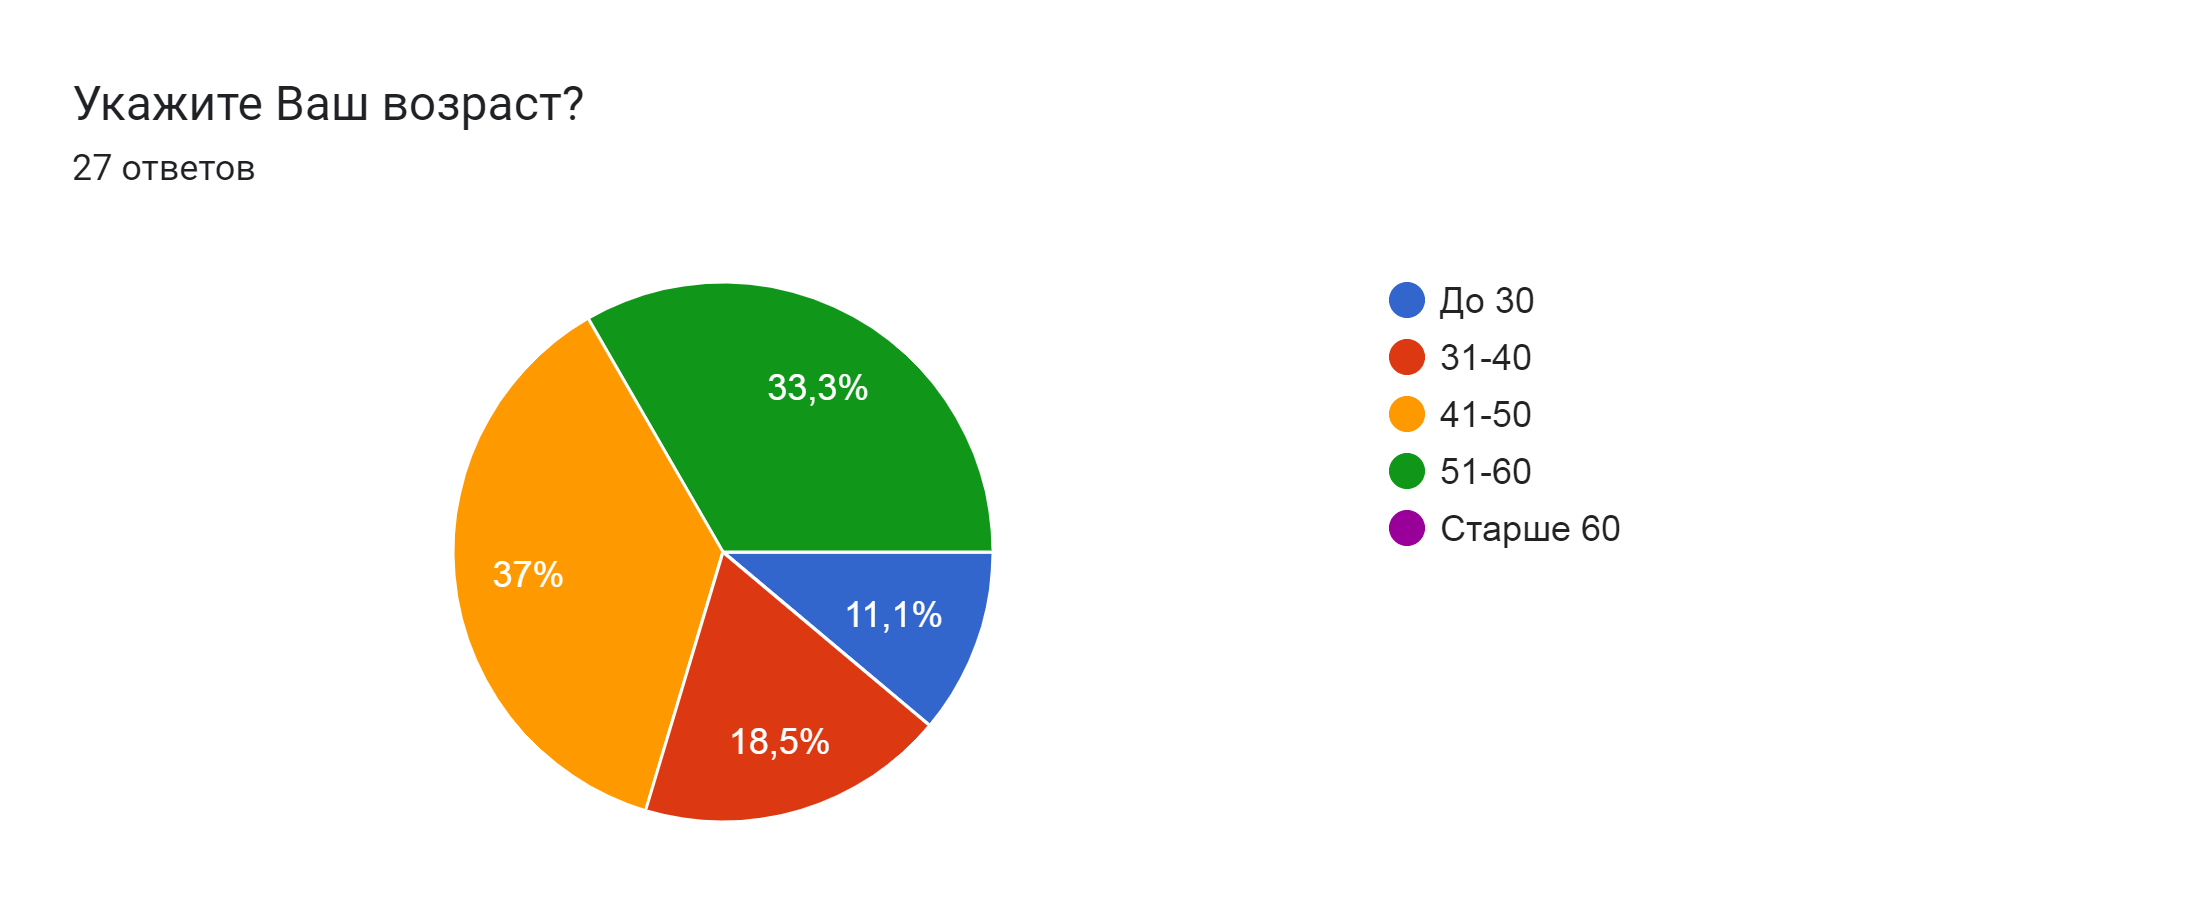 Укажите Ваш возраст?
27 ответов
33,3%
37%
11,1%
18,5%
До 30
31-40
41-50
51-60
Старше 60